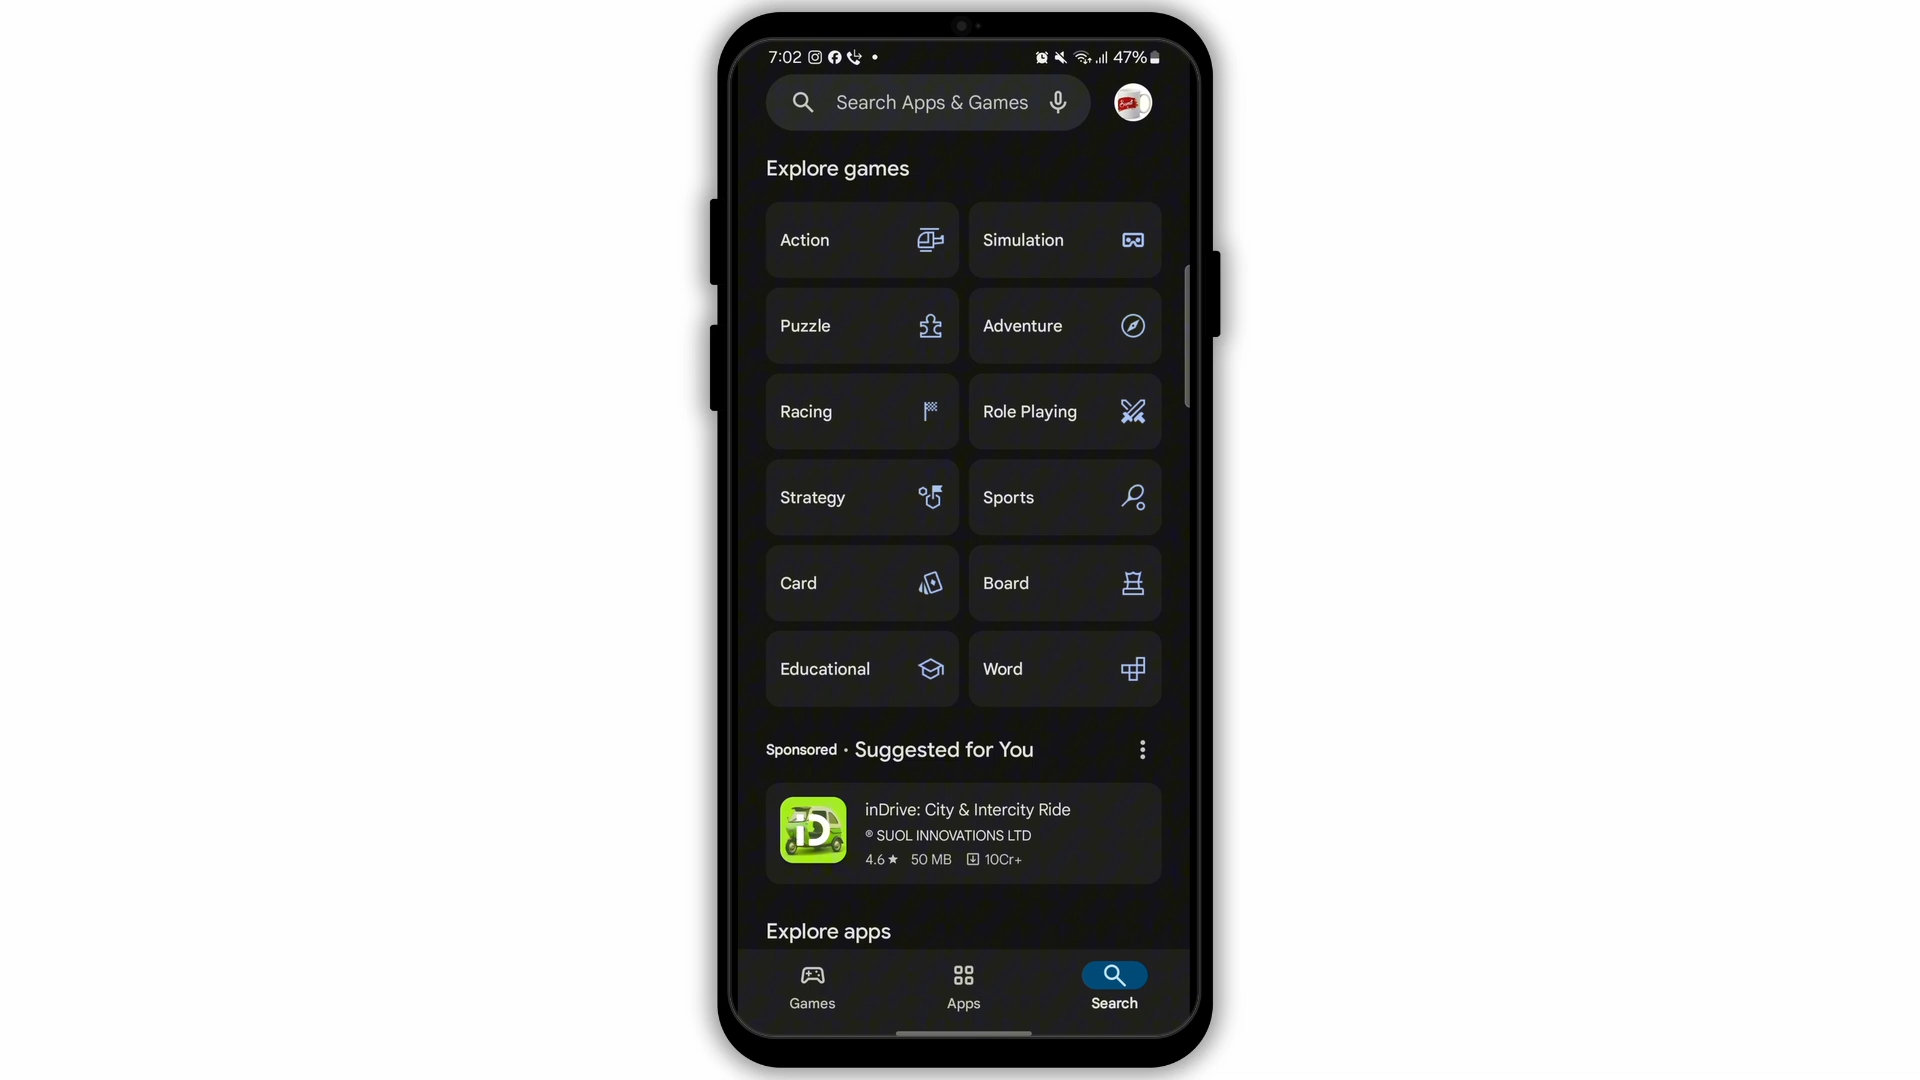 7:02 47%
Search Apps & Games
Explore games
Action Simulation
Puzzle Adventure
Racing Role Playing
Strategy Sports
Card Board
Educational Word
Sponsored • Suggested for You
iD
inDrive: City & Intercity Ride
® SUOL INNOVATIONS LTD
4.6★ 50 MB 10Cr+
Explore apps
Games Apps Search